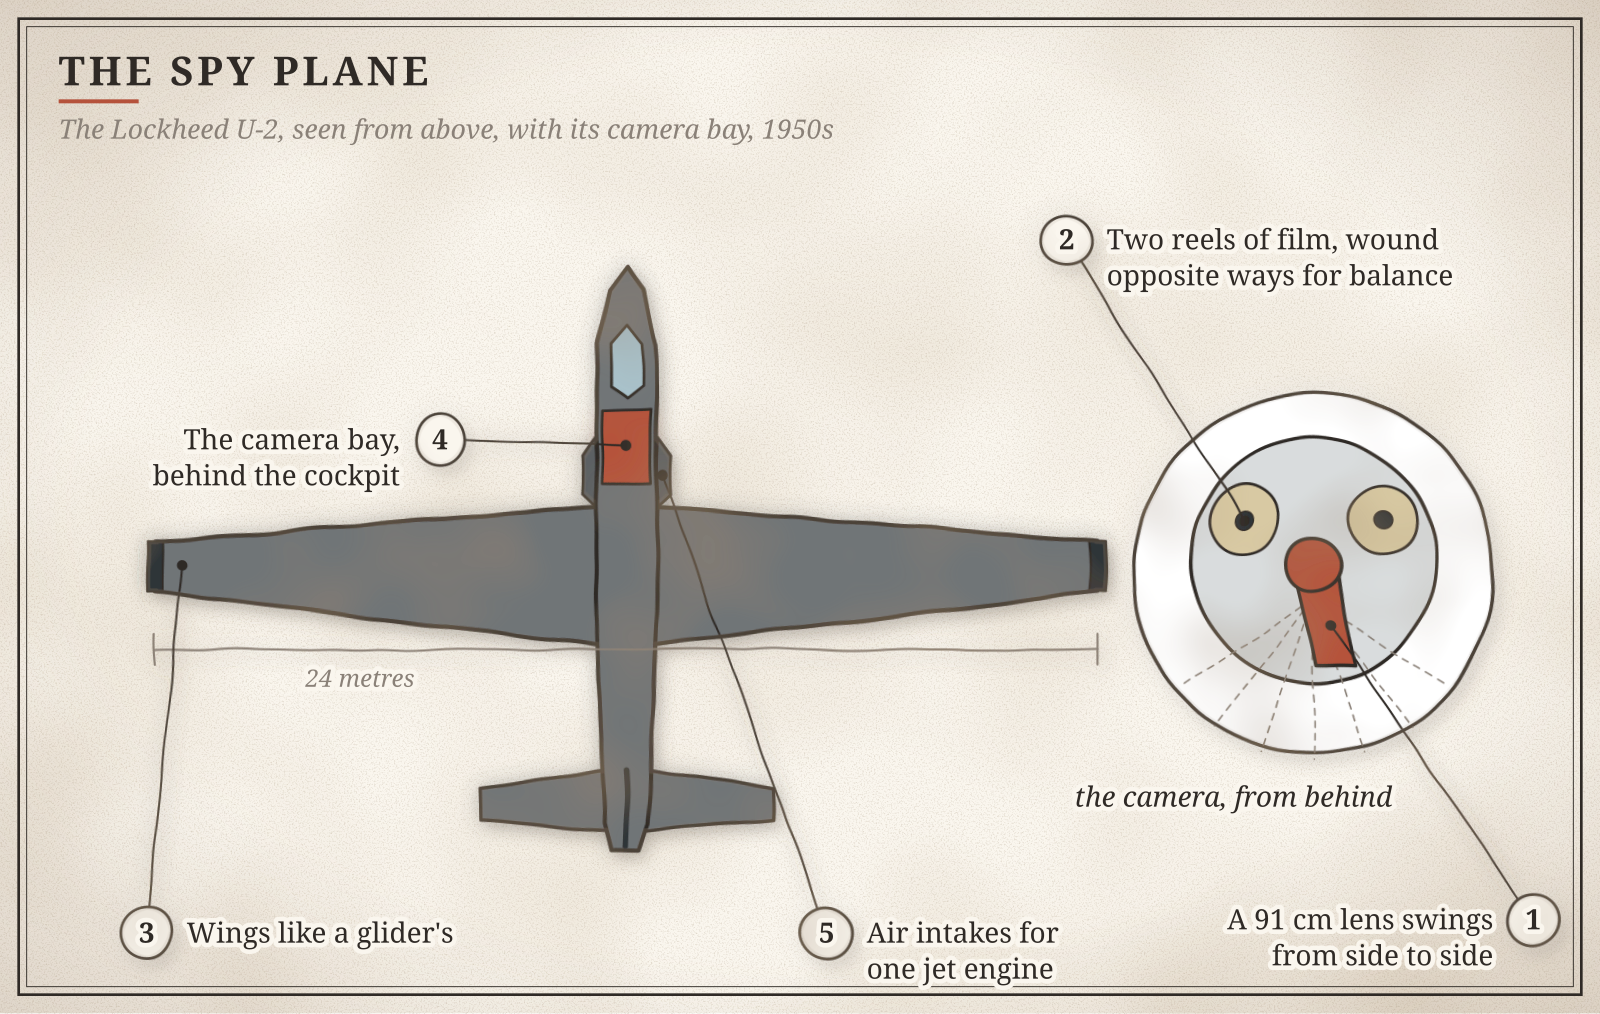 THE SPY PLANE
The Lockheed U-2, seen from above, with its camera bay, 1950s
2
Two reels of film, wound
opposite ways for balance
The camera bay,
behind the cockpit
4
24 metres
the camera, from behind
3
Wings like a glider's
5
Air intakes for
one jet engine
A 91 cm lens swings
from side to side
1